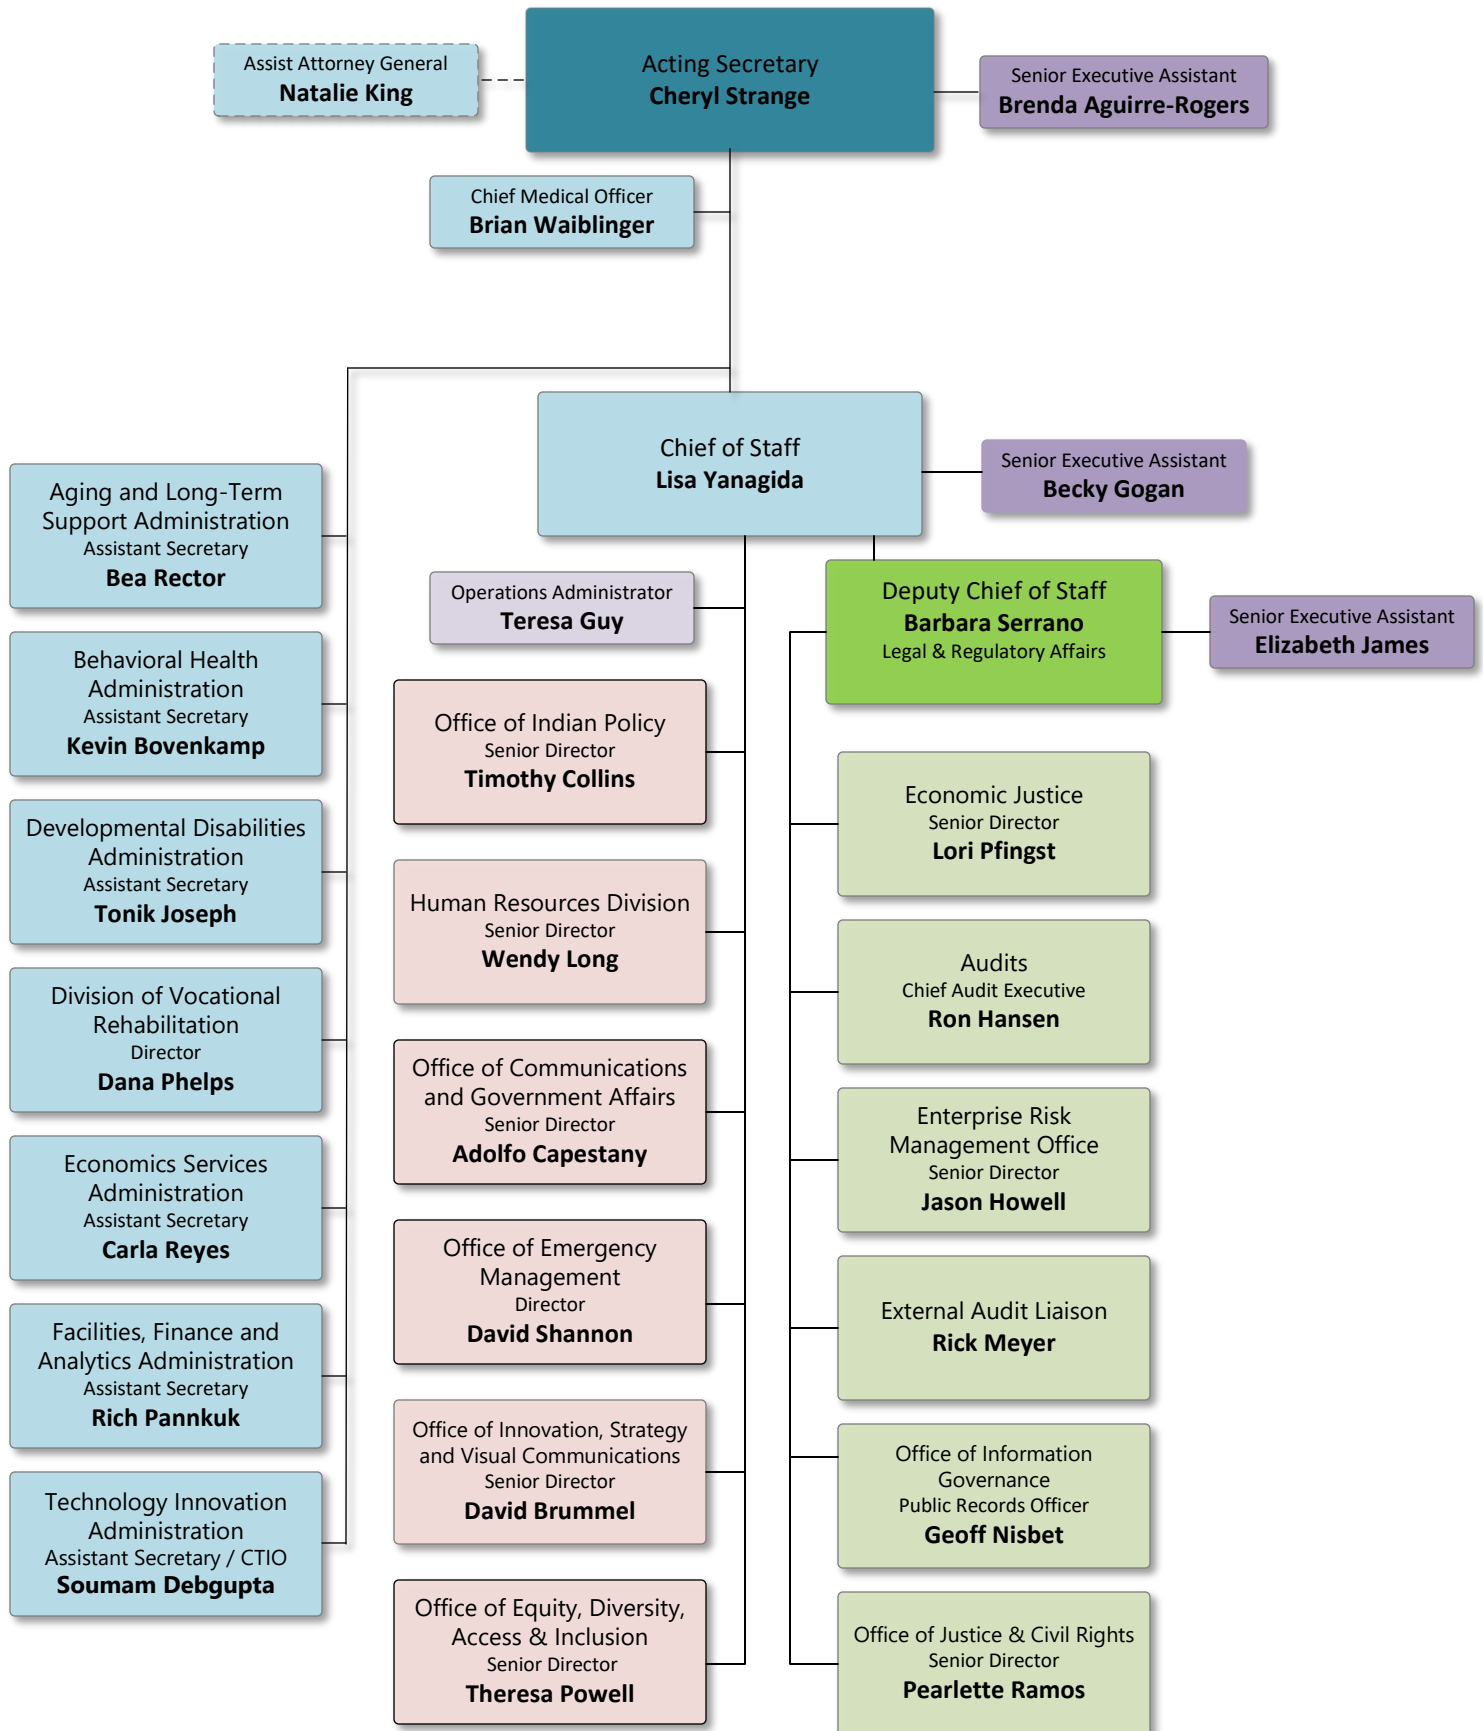 Assist Attorney General
Natalie King
Acting Secretary
Cheryl Strange
Senior Executive Assistant
Brenda Aguirre-Rogers
Chief Medical Officer
Brian Waiblinger
Chief of Staff
Lisa Yanagida
Senior Executive Assistant
Becky Gogan
Aging and Long-Term
Support Administration
Assistant Secretary
Bea Rector
Behavioral Health
Administration
Assistant Secretary
Kevin Bovenkamp
Developmental Disabilities
Administration
Assistant Secretary
Tonik Joseph
Division of Vocational
Rehabilitation
Director
Dana Phelps
Economics Services
Administration
Assistant Secretary
Carla Reyes
Facilities, Finance and
Analytics Administration
Assistant Secretary
Rich Pannkuk
Technology Innovation
Administration
Assistant Secretary / CTIO
Soumam Debgupta
Operations Administrator
Teresa Guy
Office of Indian Policy
Senior Director
Timothy Collins
Human Resources Division
Senior Director
Wendy Long
Office of Communications
and Government Affairs
Senior Director
Adolfo Capestany
Office of Emergency
Management
Director
David Shannon
Office of Innovation, Strategy
and Visual Communications
Senior Director
David Brummel
Office of Equity, Diversity,
Access & Inclusion
Senior Director
Theresa Powell
Deputy Chief of Staff
Barbara Serrano
Legal & Regulatory Affairs
Senior Executive Assistant
Elizabeth James
Economic Justice
Senior Director
Lori Pfingst
Audits
Chief Audit Executive
Ron Hansen
Enterprise Risk
Management Office
Senior Director
Jason Howell
External Audit Liaison
Rick Meyer
Office of Information
Governance
Public Records Officer
Geoff Nisbet
Office of Justice & Civil Rights
Senior Director
Pearlette Ramos